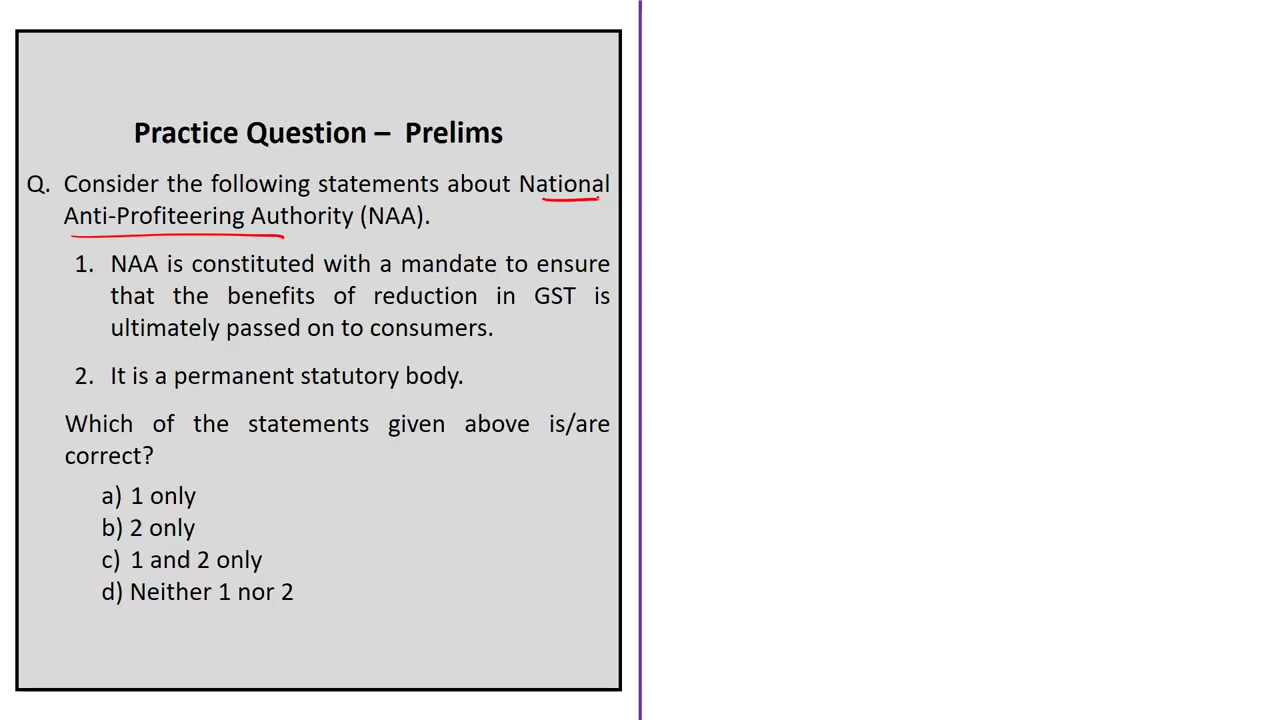 Practice Question – Prelims
Q. Consider the following statements about National
Anti-Profiteering Authority (NAA).
1. NAA is constituted with a mandate to ensure
that the benefits of reduction in GST is
ultimately passed on to consumers.
2. It is a permanent statutory body.
Which of the statements given above is/are
correct?
a) 1 only
b) 2 only
c) 1 and 2 only
d) Neither 1 nor 2